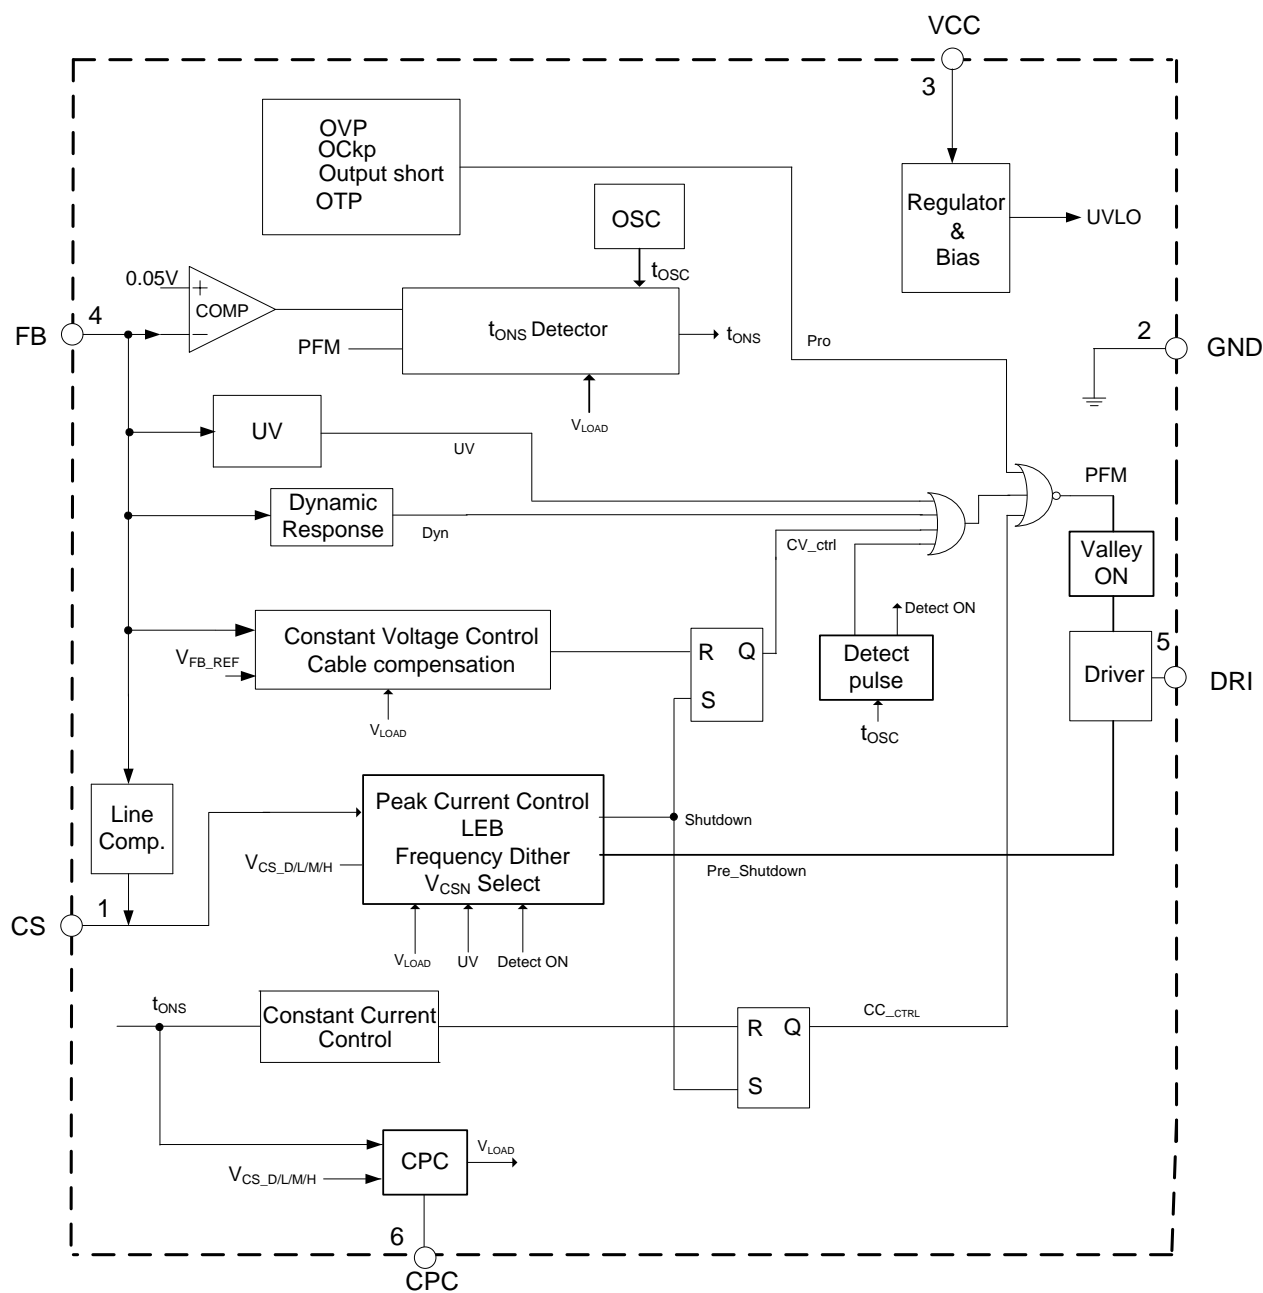 VCC
3
OVP
OCkp
Output short
OTP
OSC
Regulator
&
Bias
UVLO
tOSC
0.05V
+
COMP
−
4
FB
tONS Detector
PFM
tONS
Pro
2
GND
VLOAD
UV
UV
PFM
Dynamic
Response
Dyn
CV_ctrl
Valley
ON
Detect ON
Constant Voltage Control
Cable compensation
VFB_REF
R
Q
S
Detect
pulse
5
Driver
DRI
VLOAD
tOSC
Line
Comp.
Peak Current Control
LEB
Frequency Dither
VCSN Select
Shutdown
VCS_D/L/M/H
Pre_Shutdown
1
CS
VLOAD
UV
Detect ON
tONS
Constant Current
Control
R
Q
S
CC_CTRL
CPC
VLOAD
VCS_D/L/M/H
6
CPC